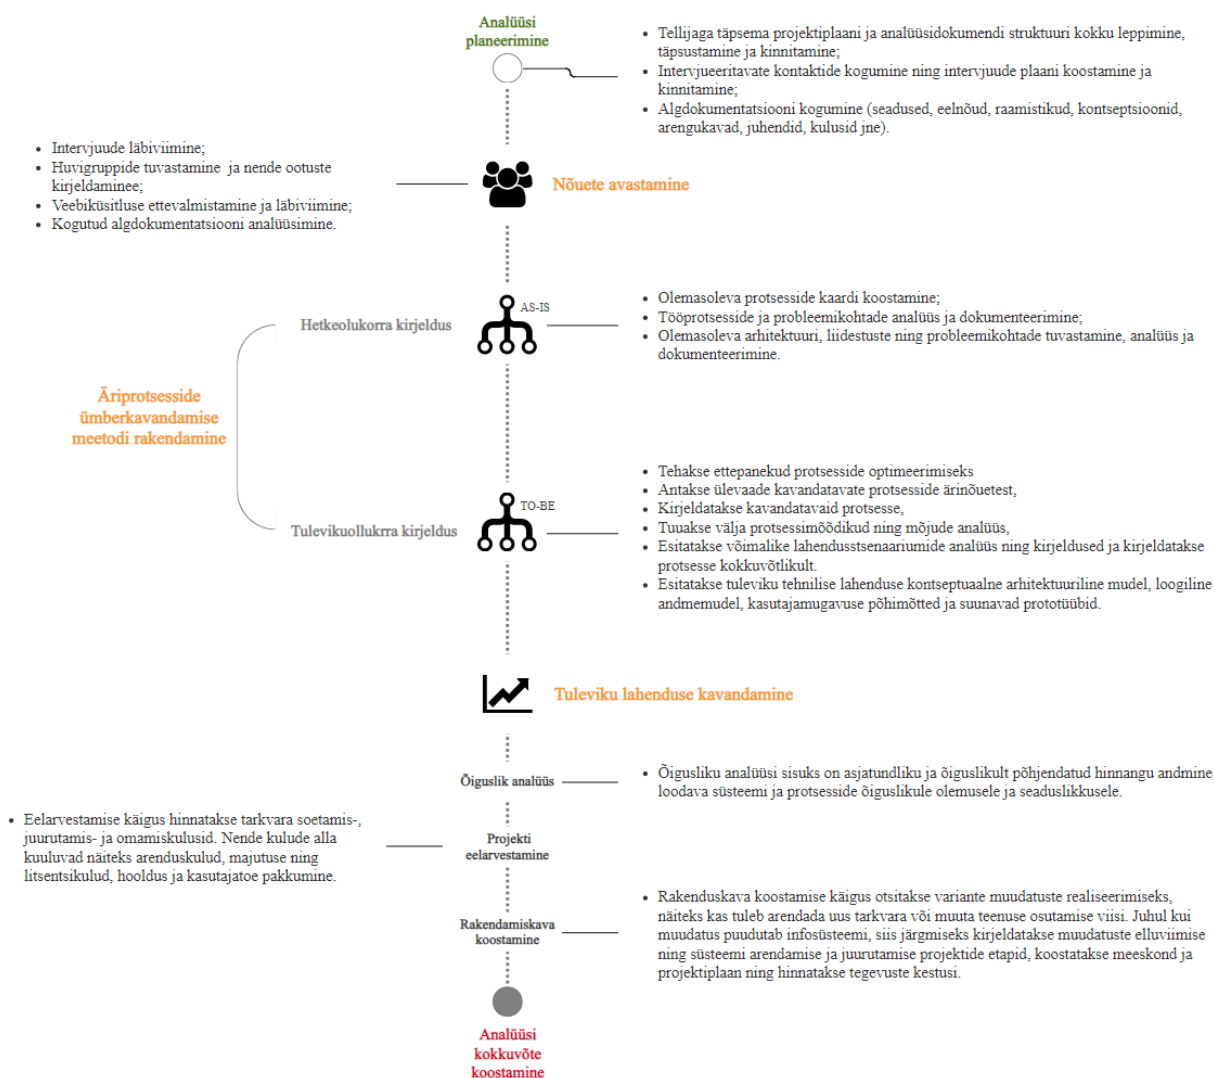 Analüüsi
planeerimine
• Tellijaga täpsema projektiplaani ja analüüsidokumendi struktuuri kokku leppimine,
täpsustamine ja kinnitamine;
• Intervjueeritavate kontaktide kogumine ning intervjuude plaani koostamine ja
kinnitamine;
• Algdokumentatsiooni kogumine (seadused, eelnõud, raamistikud, kontseptsioonid,
arengukavad, juhendid, kulusid jne).
• Intervjuude läbiviimine;
• Huvigruppide tuvastamine ja nende ootuste
kirjeldaminee;
• Veebiküsitluse ettevalmistamine ja läbiviimine;
• Kogutud algdokumentatsiooni analüüsimine.
Nõuete avastamine
Äriprotsesside
ümberkavandamise
meetodi rakendamine
Hetkeolukorra kirjeldus
AS-IS
• Olemasoleva protsesside kaardi koostamine;
• Tööprotsesside ja probleemikohtade analüüs ja dokumenteerimine;
• Olemasoleva arhitektuuri, liidestuste ning probleemikohtade tuvastamine, analüüs ja
dokumenteerimine.
Tulevikuollukrra kirjeldus
TO-BE
• Tehakse ettepanekud protsesside optimeerimiseks
• Antakse ülevaade kavandatavate protsesside ärinõuetest,
• Kirjeldatakse kavandatavaid protsesse,
• Tuuakse välja protsessimõõdikud ning mõjude analüüs,
• Esitatakse võimalike lahendusstsenaariumide analüüs ning kirjeldused ja kirjeldatakse
protsesse kokkuvõtlikult.
• Esitatakse tuleviku tehnilise lahenduse kontseptuaalne arhitektuuriline mudel, loogiline
andmemudel, kasutajamugavuse põhimõtted ja suunavad prototüübid.
Tuleviku lahenduse kavandamine
Õiguslik analüüs
• Õigusliku analüüsi sisuks on asjatundliku ja õiguslikult põhjendatud hinnangu andmine
loodava süsteemi ja protsesside õiguslikule olemusele ja seaduslikkusele.
• Eelarvestamise käigus hinnatakse tarkvara soetamis-,
juurutamis- ja omamiskulusid. Nende kulude alla
kuuluvad näiteks arenduskulud, majutuse ning
litsentsikulud, hooldus ja kasutajatoe pakkumine.
Projekti
eelarvestamine
Rakendamiskava
koostamine
• Rakenduskava koostamise käigus otsitakse variante muudatuste realiseerimiseks,
näiteks kas tuleb arendada uus tarkvara või muuta teenuse osutamise viisi. Juhul kui
muudatus puudutab infosüsteemi, siis järgmiseks kirjeldatakse muudatuste elluviimise
ning süsteemi arendamise ja juurutamise projektide etapid, koostatakse meeskond ja
projektiplaan ning hinnatakse tegevuste kestusi.
Analüüsi
kokkuvõte
koostamine